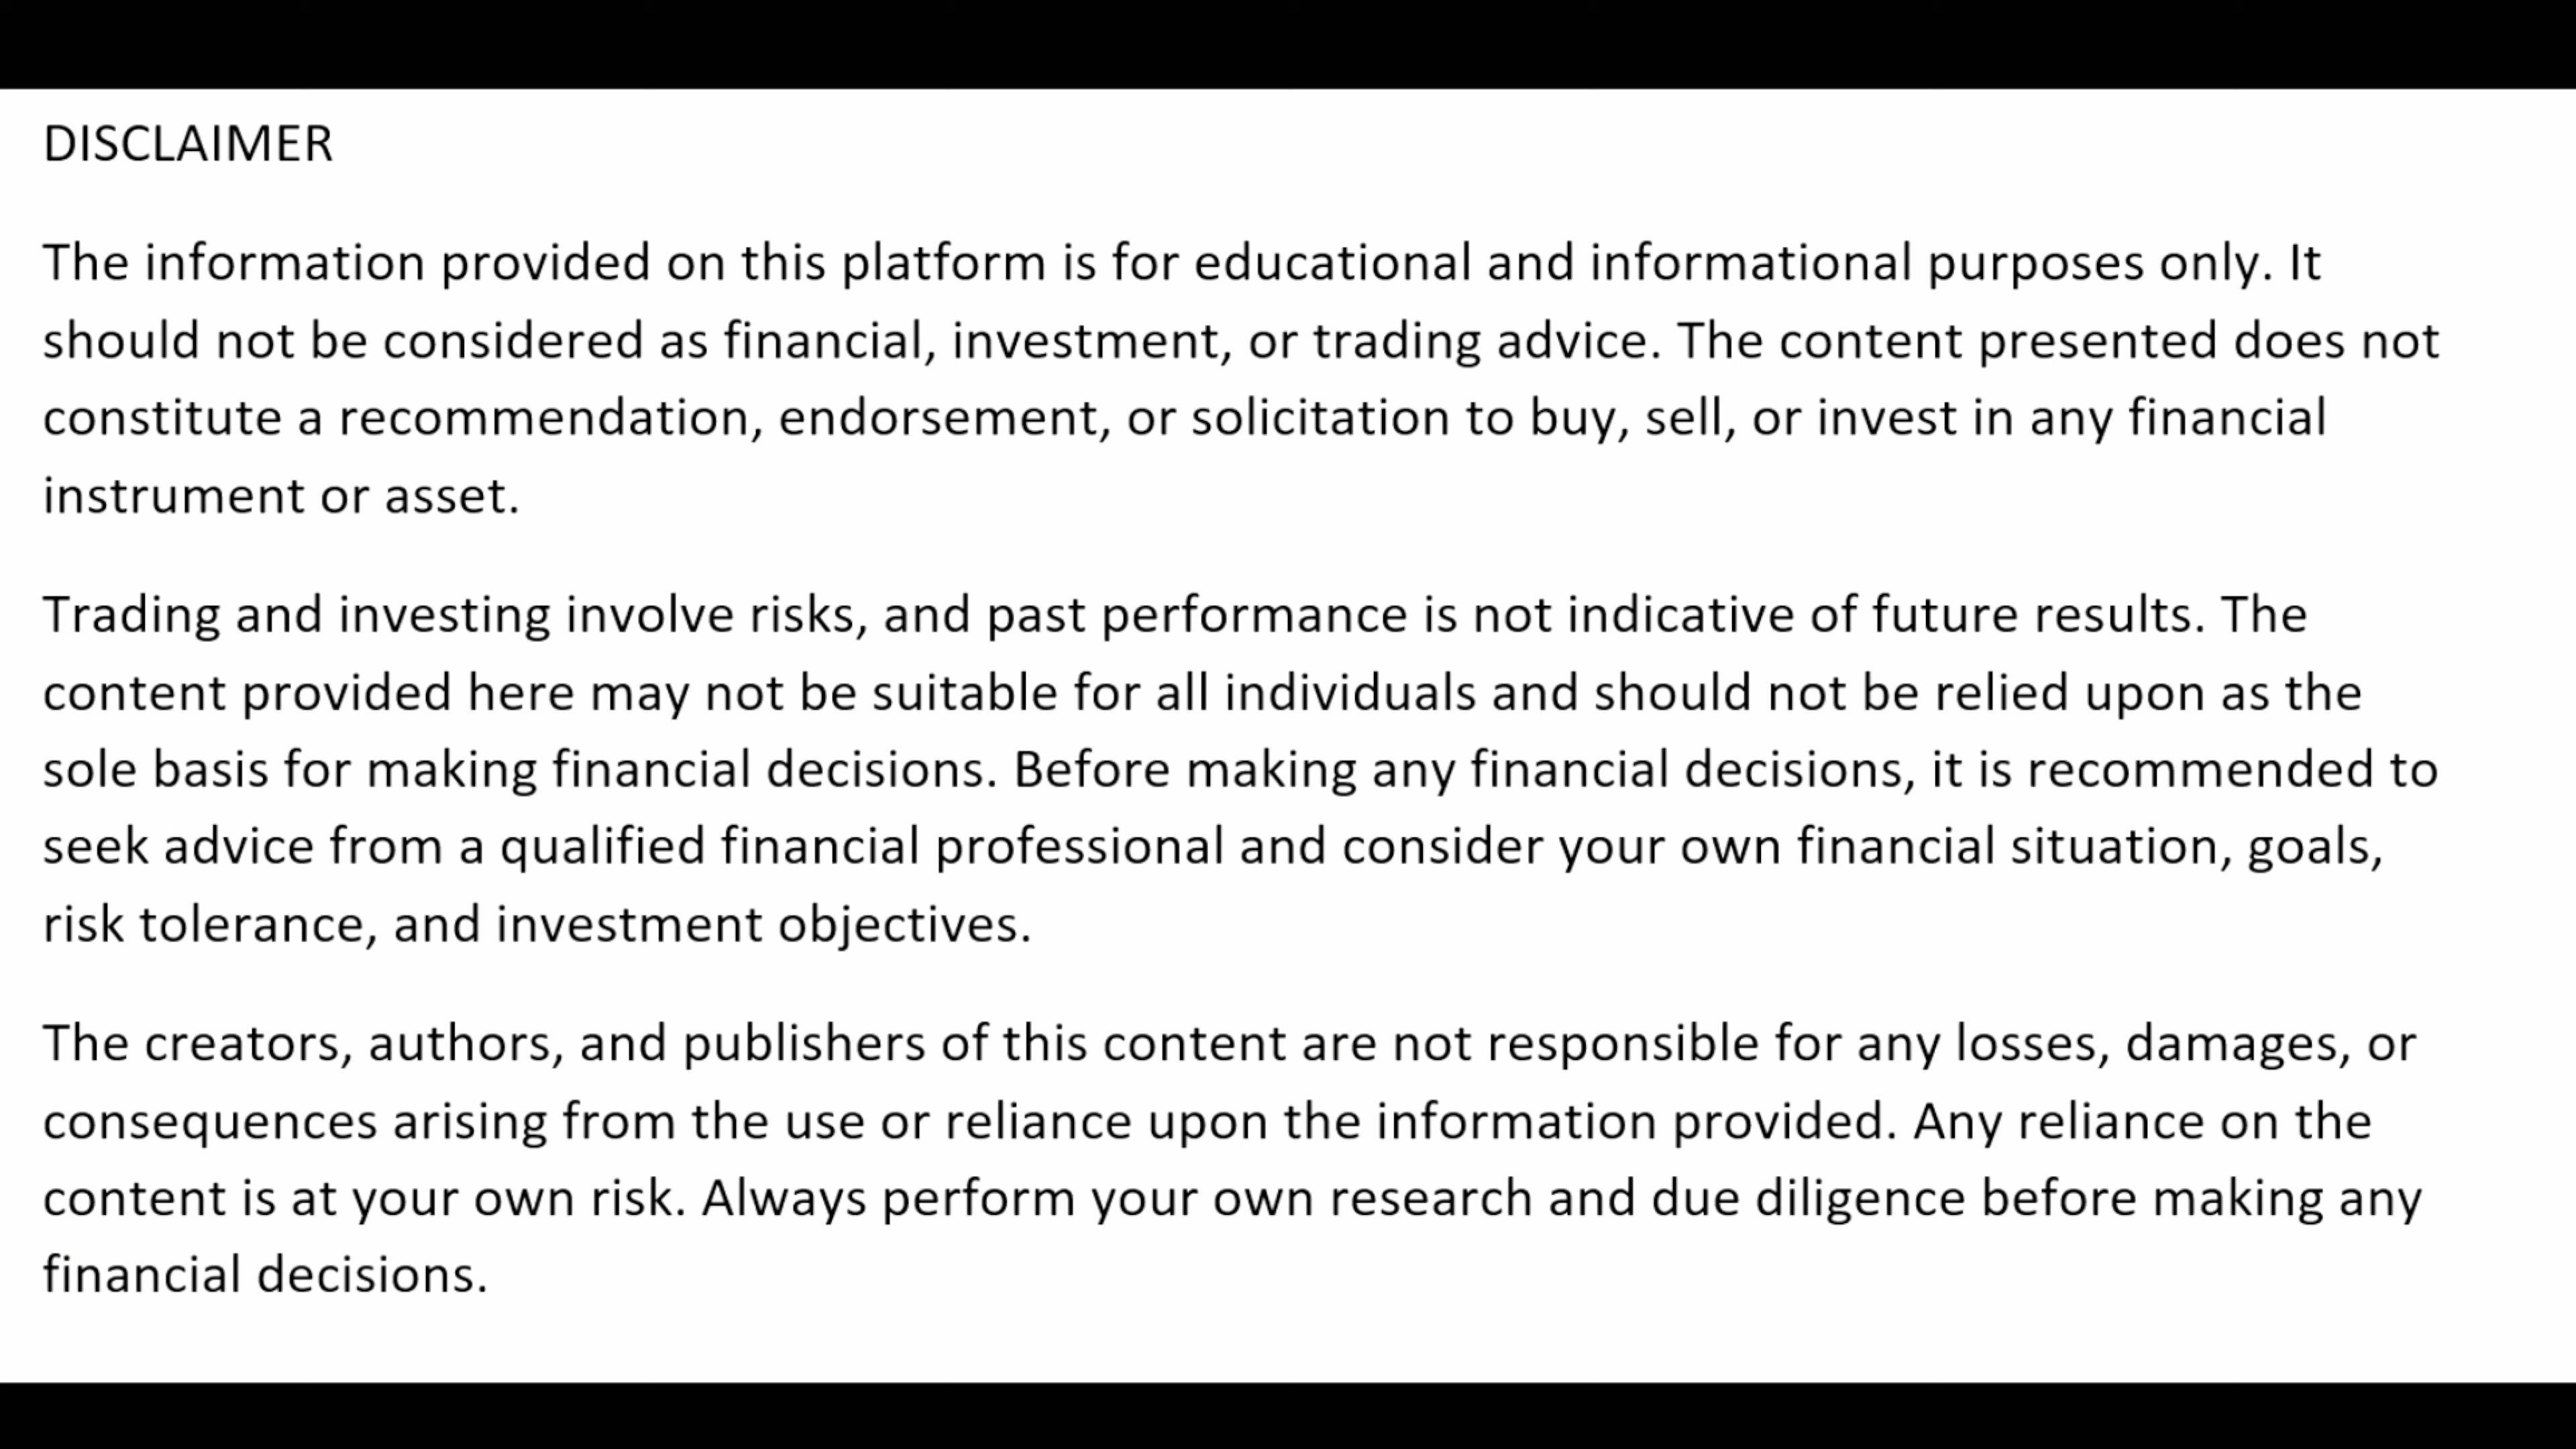 DISCLAIMER
The information provided on this platform is for educational and informational purposes only. It
should not be considered as financial, investment, or trading advice. The content presented does not
constitute a recommendation, endorsement, or solicitation to buy, sell, or invest in any financial
instrument or asset.
Trading and investing involve risks, and past performance is not indicative of future results. The
content provided here may not be suitable for all individuals and should not be relied upon as the
sole basis for making financial decisions. Before making any financial decisions, it is recommended to
seek advice from a qualified financial professional and consider your own financial situation, goals,
risk tolerance, and investment objectives.
The creators, authors, and publishers of this content are not responsible for any losses, damages, or
consequences arising from the use or reliance upon the information provided. Any reliance on the
content is at your own risk. Always perform your own research and due diligence before making any
financial decisions.